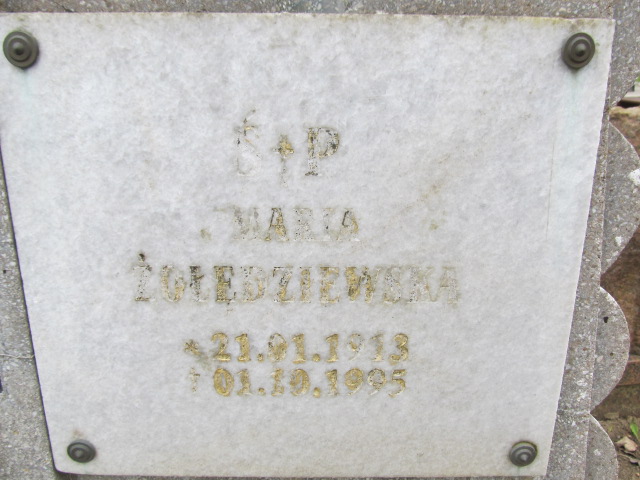 Ś † P
MARIA
ŻOŁĘDZIEWSKA
* 21.01.1913
† 01.10.1995